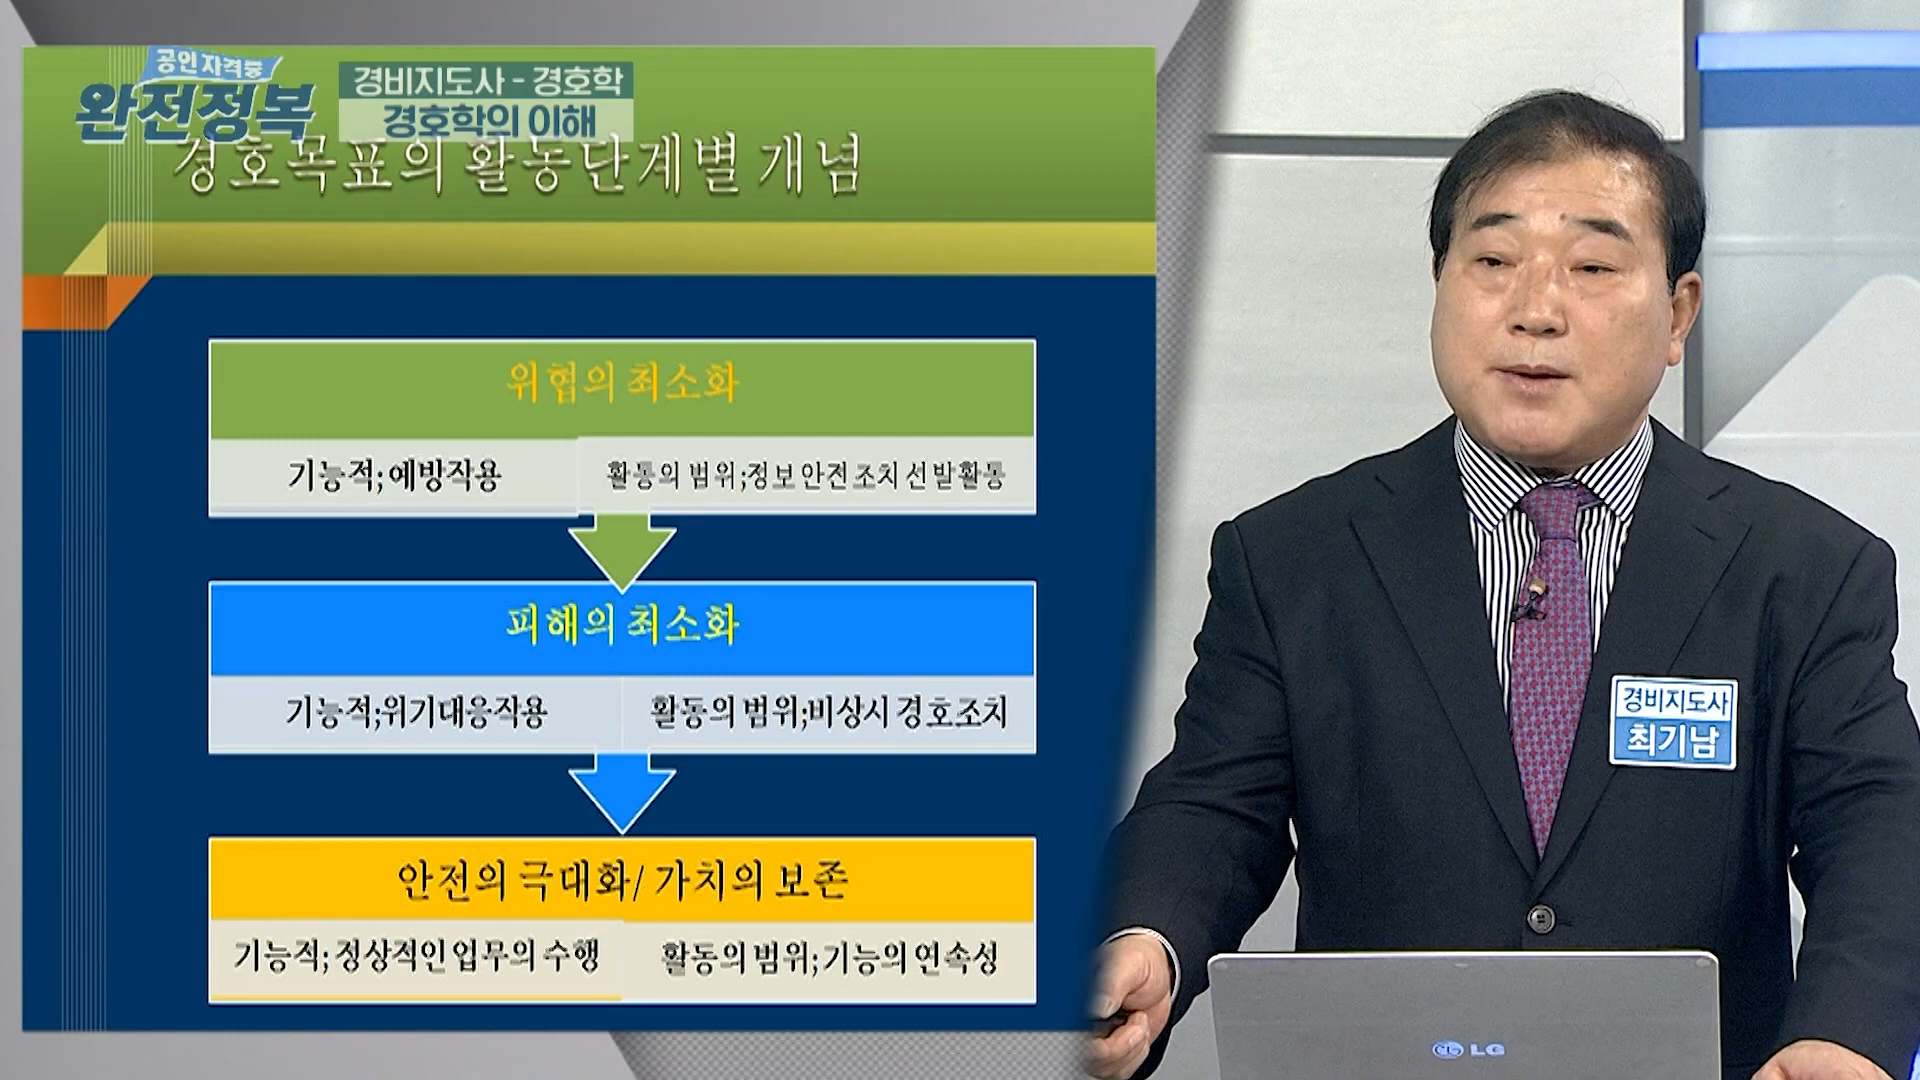 공인자격증
완전정복
경비지도사 - 경호학
경호학의 이해
경호목표의 활동단계별 개념
위협의 최소화
기능적; 예방작용
활동의 범위;정보안전조치 선발활동
피해의 최소화
기능적;위기대응작용
활동의 범위;비상시 경호조치
안전의 극대화/ 가치의 보존
기능적; 정상적인 업무의 수행
활동의 범위;기능의 연속성
경비지도사
최기남
LG